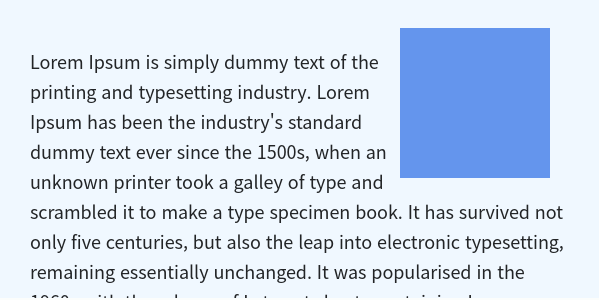 Lorem Ipsum is simply dummy text of the
printing and typesetting industry. Lorem
Ipsum has been the industry's standard
dummy text ever since the 1500s, when an
unknown printer took a galley of type and
scrambled it to make a type specimen book. It has survived not
only five centuries, but also the leap into electronic typesetting,
remaining essentially unchanged. It was popularised in the